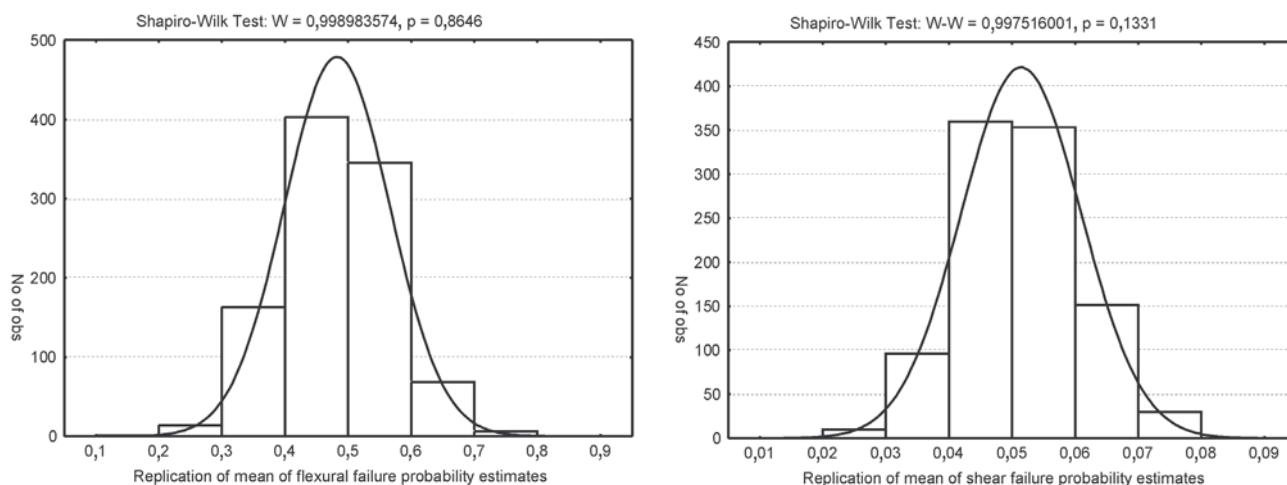 Shapiro-Wilk Test: W = 0,998983574, p = 0,8646
500
400
300
200
100
0
No of obs
0,1 0,2 0,3 0,4 0,5 0,6 0,7 0,8 0,9
Replication of mean of flexural failure probability estimates
Shapiro-Wilk Test: W-W = 0,997516001, p = 0,1331
450
400
350
300
250
200
150
100
50
0
No of obs
0,01 0,02 0,03 0,04 0,05 0,06 0,07 0,08 0,09
Replication of mean of shear failure probability estimates